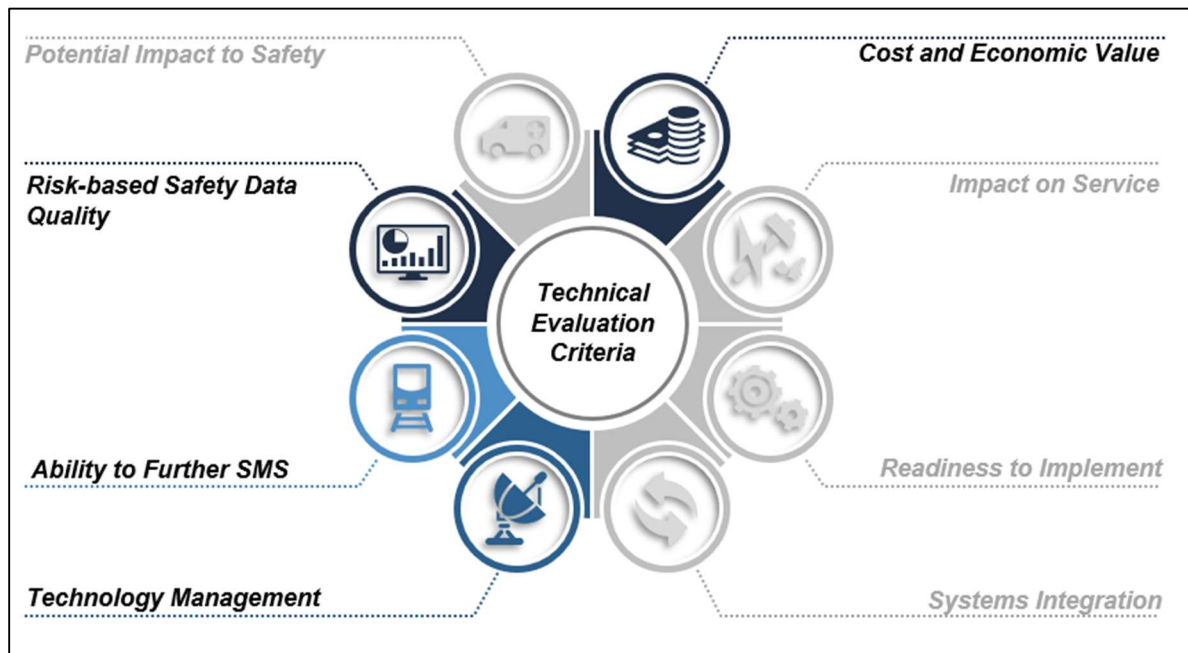 Potential Impact to Safety
Cost and Economic Value
Risk-based Safety Data
Quality
Impact on Service
Technical
Evaluation
Criteria
Ability to Further SMS
Readiness to Implement
Technology Management
Systems Integration